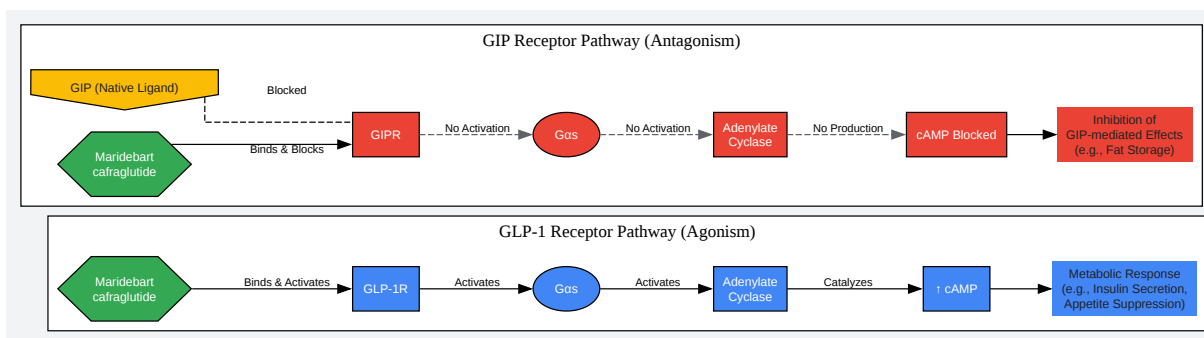 GIP Receptor Pathway (Antagonism)
GIP (Native Ligand)
Blocked
Maridebart
cafraglutide
Binds & Blocks
GIPR
No Activation
Gαs
No Activation
Adenylate
Cyclase
No Production
cAMP Blocked
Inhibition of
GIP-mediated Effects
(e.g., Fat Storage)
GLP-1 Receptor Pathway (Agonism)
Maridebart
cafraglutide
Binds & Activates
GLP-1R
Activates
Gαs
Activates
Adenylate
Cyclase
Catalyzes
↑ cAMP
Metabolic Response
(e.g., Insulin Secretion,
Appetite Suppression)